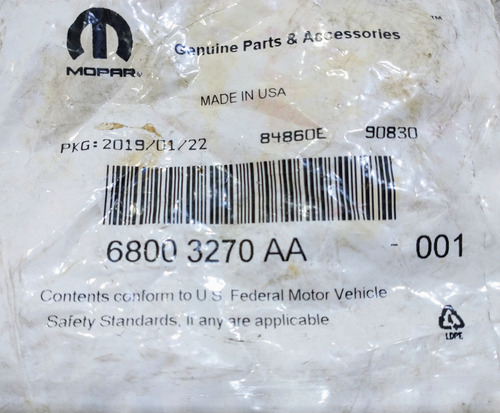 TM
Genuine Parts & Accessories
MOPAR
MADE IN USA
PKG: 2019/01/22 84860E 90830
6800 3270 AA - 001
Contents conform to U.S. Federal Motor Vehicle
Safety Standards, if any are applicable
LDPE